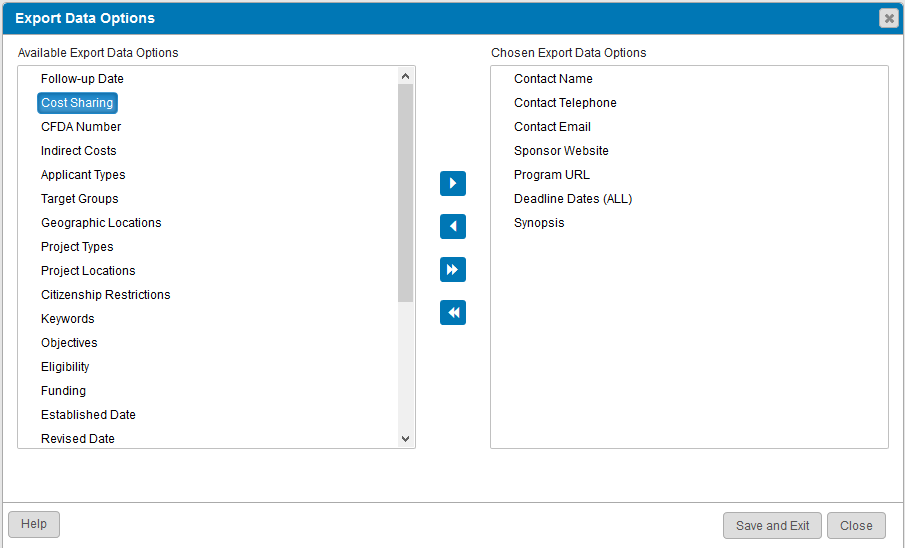 Export Data Options
Available Export Data Options
Follow-up Date
Cost Sharing
CFDA Number
Indirect Costs
Applicant Types
Target Groups
Geographic Locations
Project Types
Project Locations
Citizenship Restrictions
Keywords
Objectives
Eligibility
Funding
Established Date
Revised Date
Chosen Export Data Options
Contact Name
Contact Telephone
Contact Email
Sponsor Website
Program URL
Deadline Dates (ALL)
Synopsis
Help
Save and Exit
Close